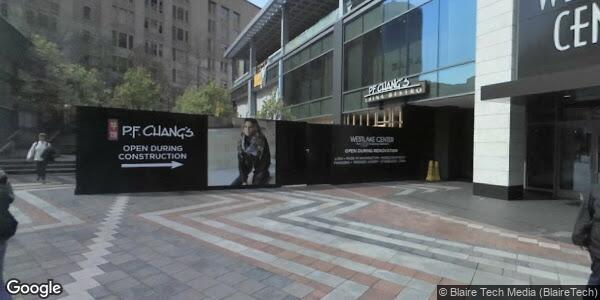 P.F. CHANG'S
OPEN DURING
CONSTRUCTION
P.F. CHANG'S
CHINA BISTRO
WESTLAKE CENTER
OPEN DURING RENOVATION
CEN
Google
© Blaire Tech Media (BlaireTech)